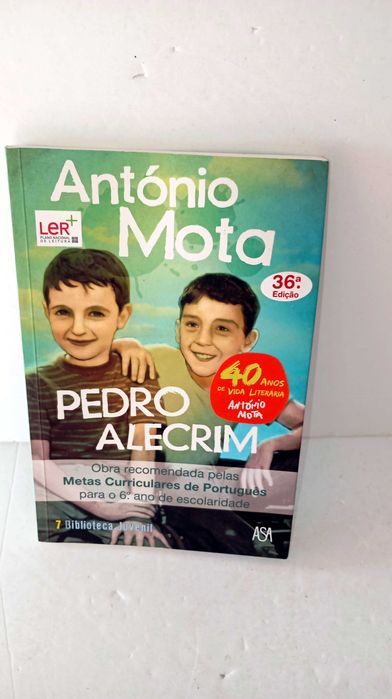 António
Mota
LeR+
PLANO NACIONAL
DE LEITURA
36.ª
Edição
40 ANOS
DE VIDA LITERÁRIA
ANTÓNIO
MOTA
PEDRO
ALECRIM
Obra recomendada pelas
Metas Curriculares de Português
para o 6.º ano de escolaridade
7 Biblioteca Juvenil
ASA